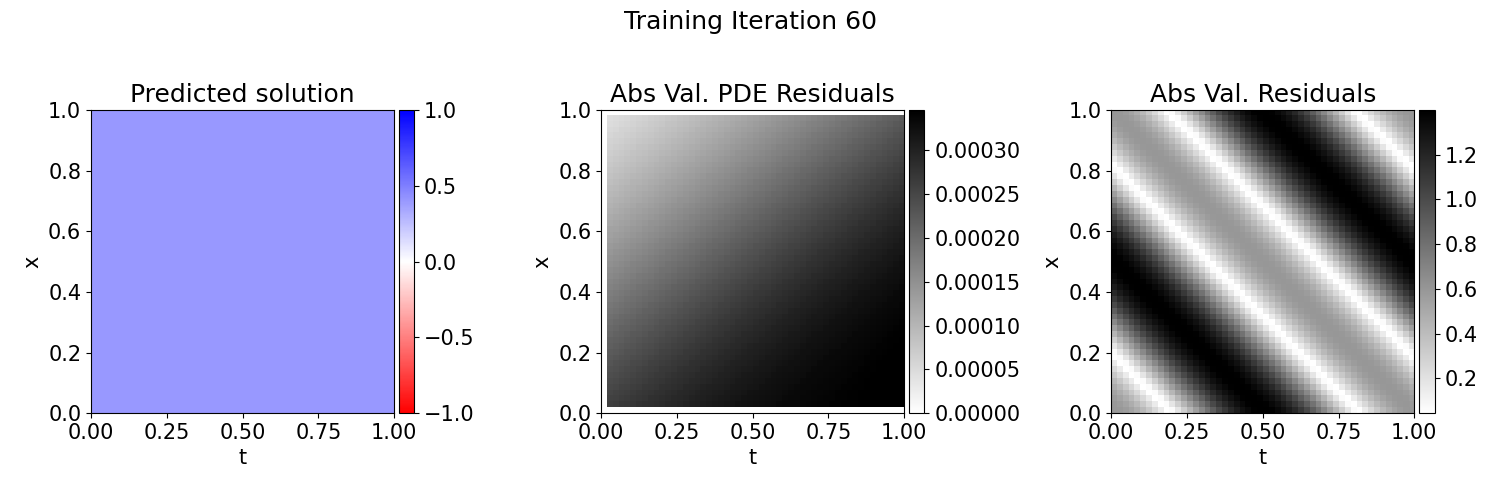 Training Iteration 60
Predicted solution
1.0
0.8
0.6
0.4
0.2
0.0
x
0.00 0.25 0.50 0.75 1.00
t
1.0
0.5
0.0
−0.5
−1.0
Abs Val. PDE Residuals
1.0
0.8
0.6
0.4
0.2
0.0
x
0.00 0.25 0.50 0.75 1.00
t
0.00030
0.00025
0.00020
0.00015
0.00010
0.00005
0.00000
Abs Val. Residuals
1.0
0.8
0.6
0.4
0.2
0.0
x
0.00 0.25 0.50 0.75 1.00
t
1.2
1.0
0.8
0.6
0.4
0.2